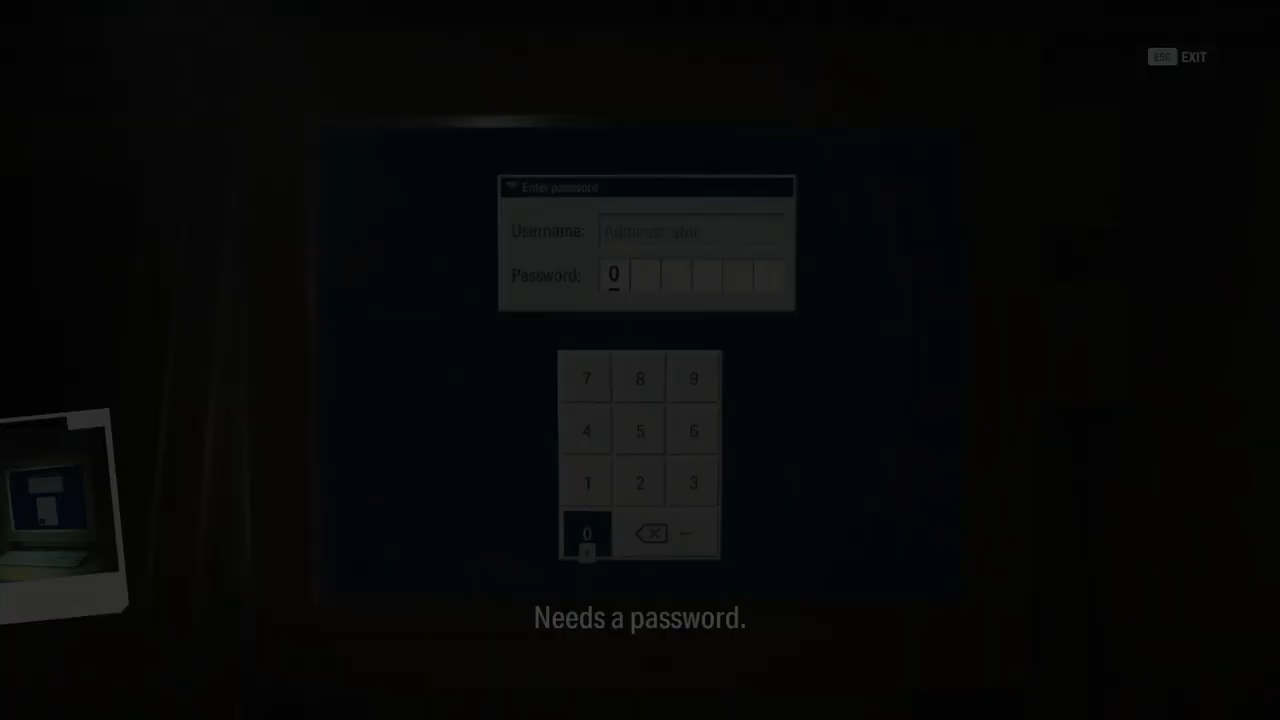 ESC EXIT
Enter password
Username: Administrator
Password: 0
7 8 9
4 5 6
1 2 3
0
Needs a password.